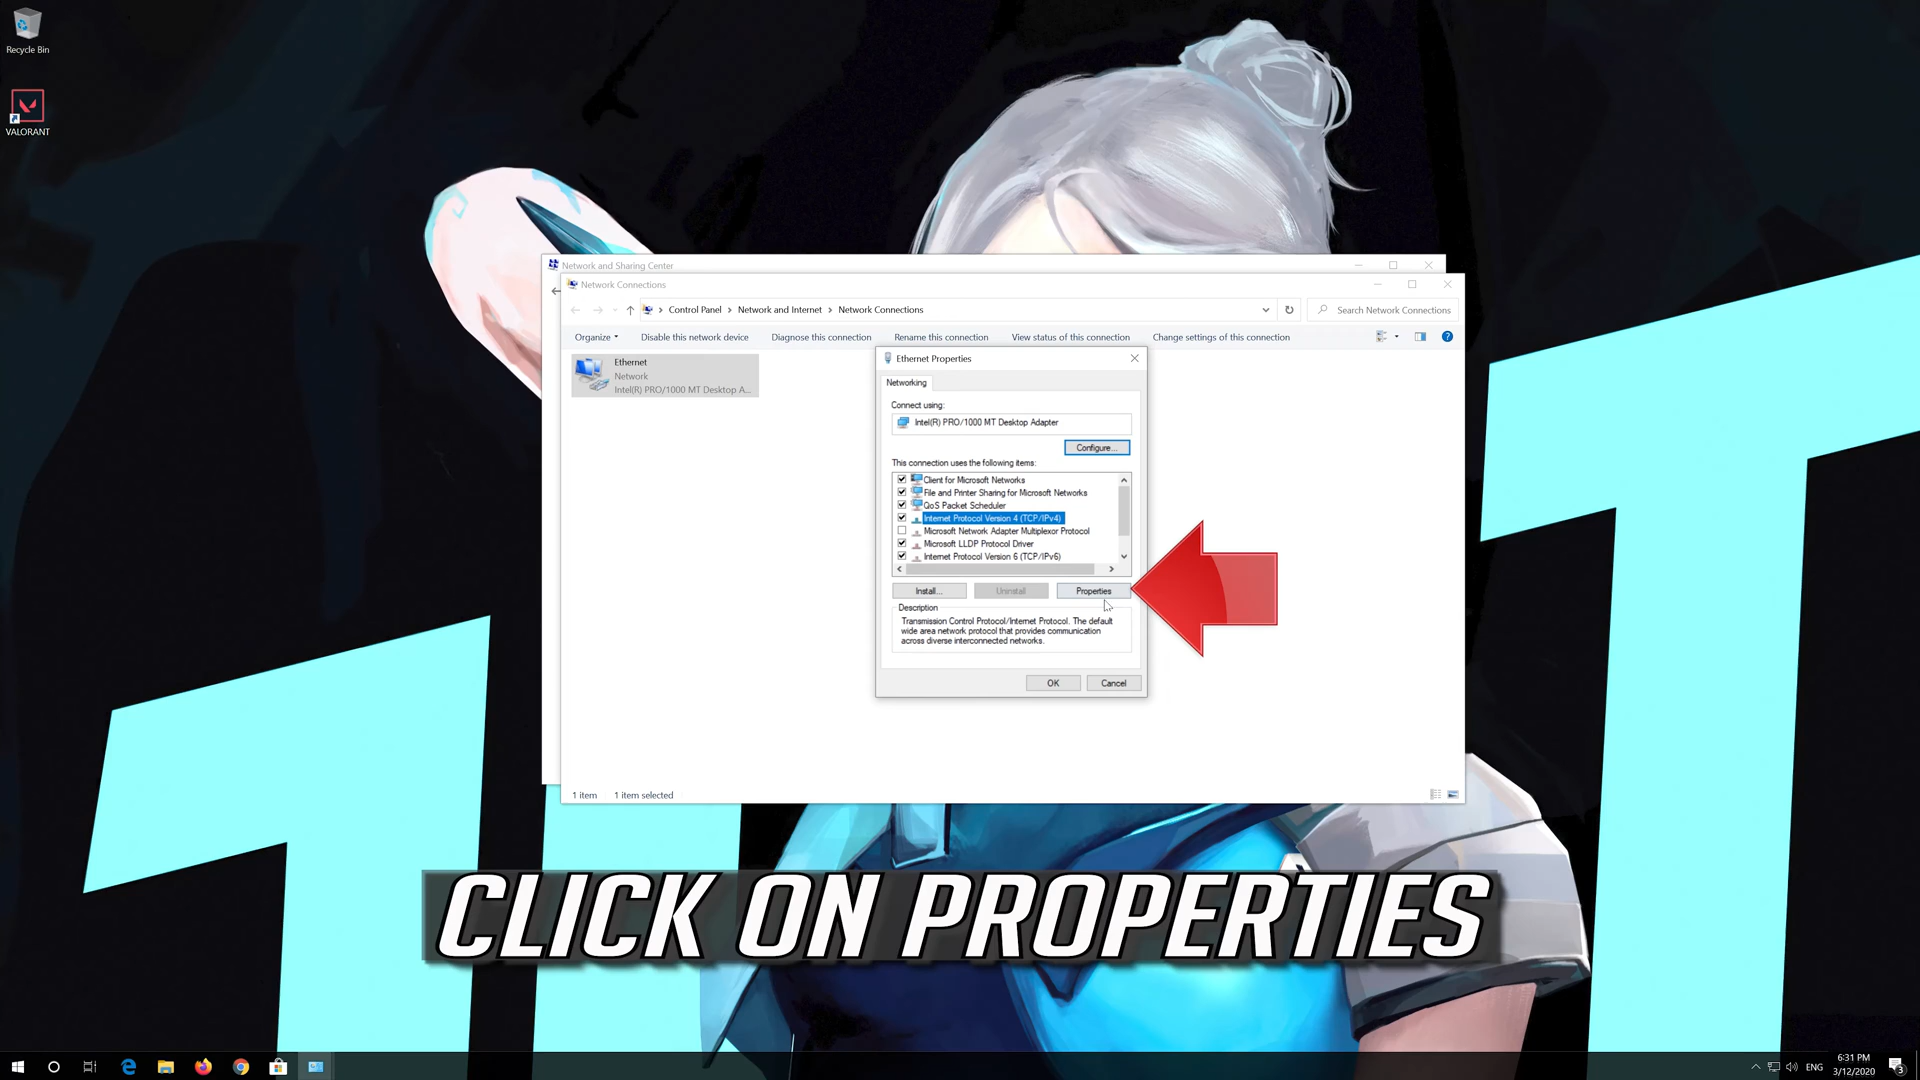 Recycle Bin
VALORANT
Network and Sharing Center
Network Connections
Control Panel > Network and Internet > Network Connections
Search Network Connections
Organize
Disable this network device
Diagnose this connection
Rename this connection
View status of this connection
Change settings of this connection
Ethernet
Network
Intel(R) PRO/1000 MT Desktop A...
Ethernet Properties
Networking
Connect using:
Intel(R) PRO/1000 MT Desktop Adapter
Configure...
This connection uses the following items:
Client for Microsoft Networks
File and Printer Sharing for Microsoft Networks
QoS Packet Scheduler
Internet Protocol Version 4 (TCP/IPv4)
Microsoft Network Adapter Multiplexor Protocol
Microsoft LLDP Protocol Driver
Internet Protocol Version 6 (TCP/IPv6)
Install...
Uninstall
Properties
Description
Transmission Control Protocol/Internet Protocol. The default
wide area network protocol that provides communication
across diverse interconnected networks.
OK
Cancel
1 item
1 item selected
CLICK ON PROPERTIES
ENG
6:31 PM
3/12/2020
3